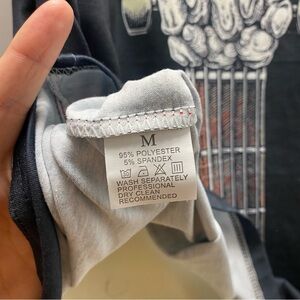 M
95% POLYESTER
5% SPANDEX
WASH SEPARATELY
PROFESSIONAL
DRY CLEAN
RECOMMENDED